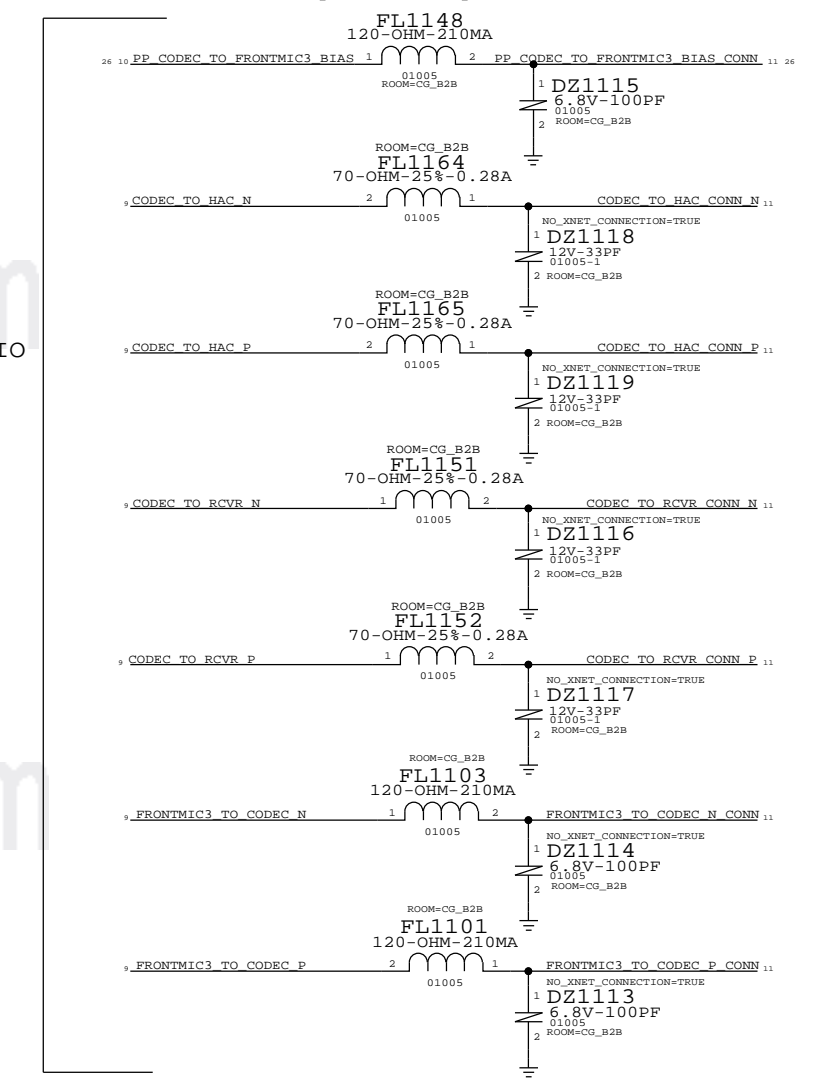 FL1148
120-OHM-210MA
26 10 PP_CODEC_TO_FRONTMIC3_BIAS 1 2 PP_CODEC_TO_FRONTMIC3_BIAS_CONN 11 26
01005
ROOM=CG_B2B
1 DZ1115
6.8V-100PF
01005
2 ROOM=CG_B2B
ROOM=CG_B2B
FL1164
70-OHM-25%-0.28A
9 CODEC_TO_HAC_N 2 1 CODEC_TO_HAC_CONN_N 11
01005
NO_XNET_CONNECTION=TRUE
1 DZ1118
12V-33PF
01005-1
2 ROOM=CG_B2B
ROOM=CG_B2B
FL1165
70-OHM-25%-0.28A
IO
9 CODEC_TO_HAC_P 2 1 CODEC_TO_HAC_CONN_P 11
01005
NO_XNET_CONNECTION=TRUE
1 DZ1119
12V-33PF
01005-1
2 ROOM=CG_B2B
ROOM=CG_B2B
FL1151
70-OHM-25%-0.28A
9 CODEC_TO_RCVR_N 1 2 CODEC_TO_RCVR_CONN_N 11
01005
NO_XNET_CONNECTION=TRUE
1 DZ1116
12V-33PF
01005-1
2 ROOM=CG_B2B
ROOM=CG_B2B
FL1152
70-OHM-25%-0.28A
9 CODEC_TO_RCVR_P 1 2 CODEC_TO_RCVR_CONN_P 11
01005
NO_XNET_CONNECTION=TRUE
1 DZ1117
12V-33PF
01005-1
2 ROOM=CG_B2B
ROOM=CG_B2B
FL1103
120-OHM-210MA
9 FRONTMIC3_TO_CODEC_N 1 2 FRONTMIC3_TO_CODEC_N_CONN 11
01005
NO_XNET_CONNECTION=TRUE
1 DZ1114
6.8V-100PF
01005
2 ROOM=CG_B2B
ROOM=CG_B2B
FL1101
120-OHM-210MA
9 FRONTMIC3_TO_CODEC_P 2 1 FRONTMIC3_TO_CODEC_P_CONN 11
01005
NO_XNET_CONNECTION=TRUE
1 DZ1113
6.8V-100PF
01005
2 ROOM=CG_B2B